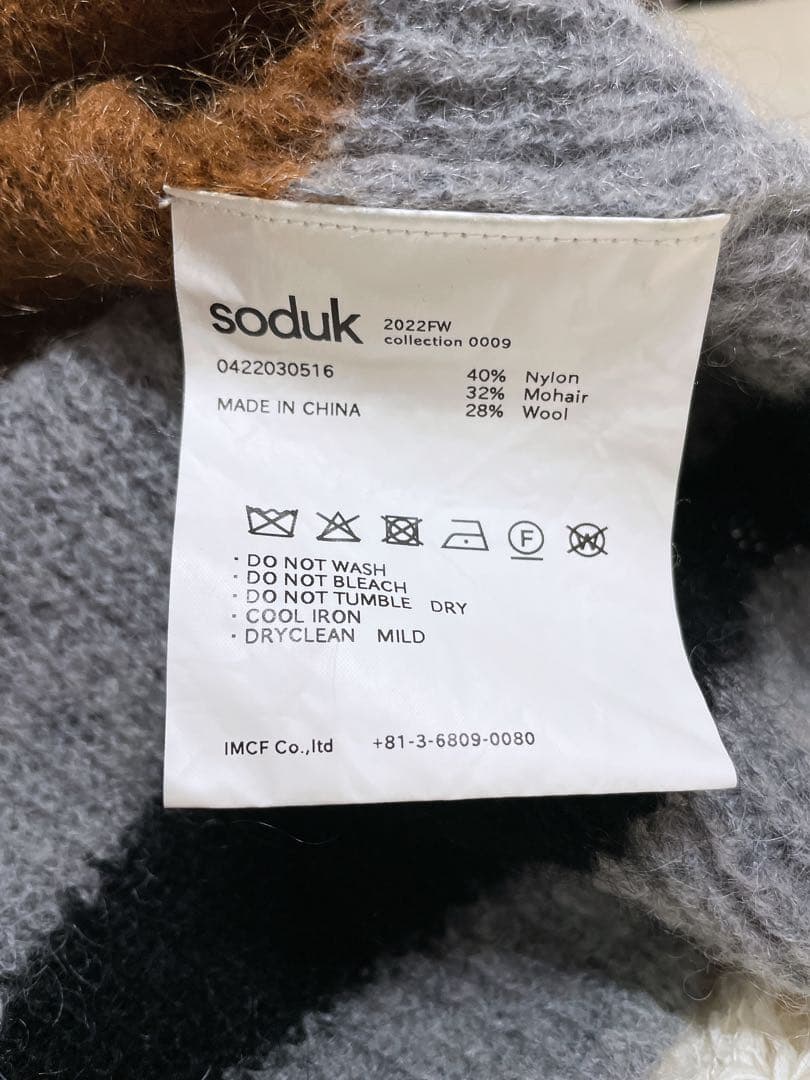 soduk 2022FW
collection 0009
0422030516
MADE IN CHINA
40% Nylon
32% Mohair
28% Wool
F W
· DO NOT WASH
· DO NOT BLEACH
· DO NOT TUMBLE DRY
· COOL IRON
· DRYCLEAN MILD
IMCF Co.,ltd +81-3-6809-0080